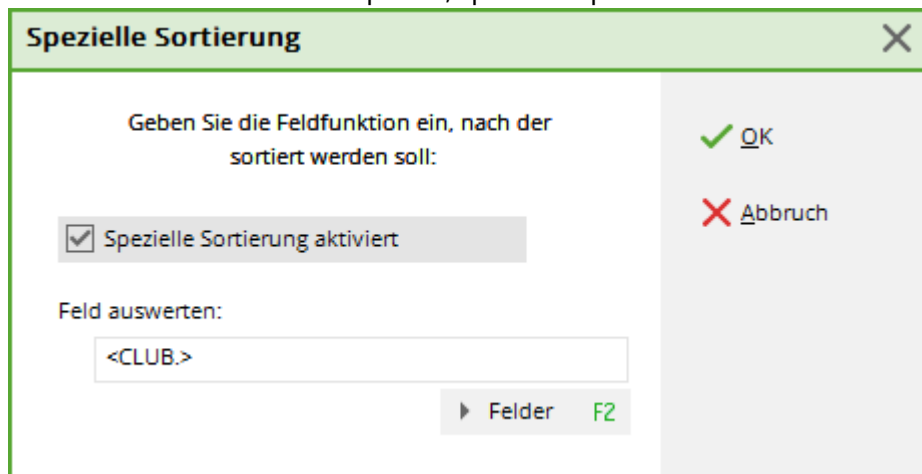 Spezielle Sortierung
Geben Sie die Feldfunktion ein, nach der
sortiert werden soll:
Spezielle Sortierung aktiviert
Feld auswerten:
<CLUB.>
Felder F2
OK
Abbruch